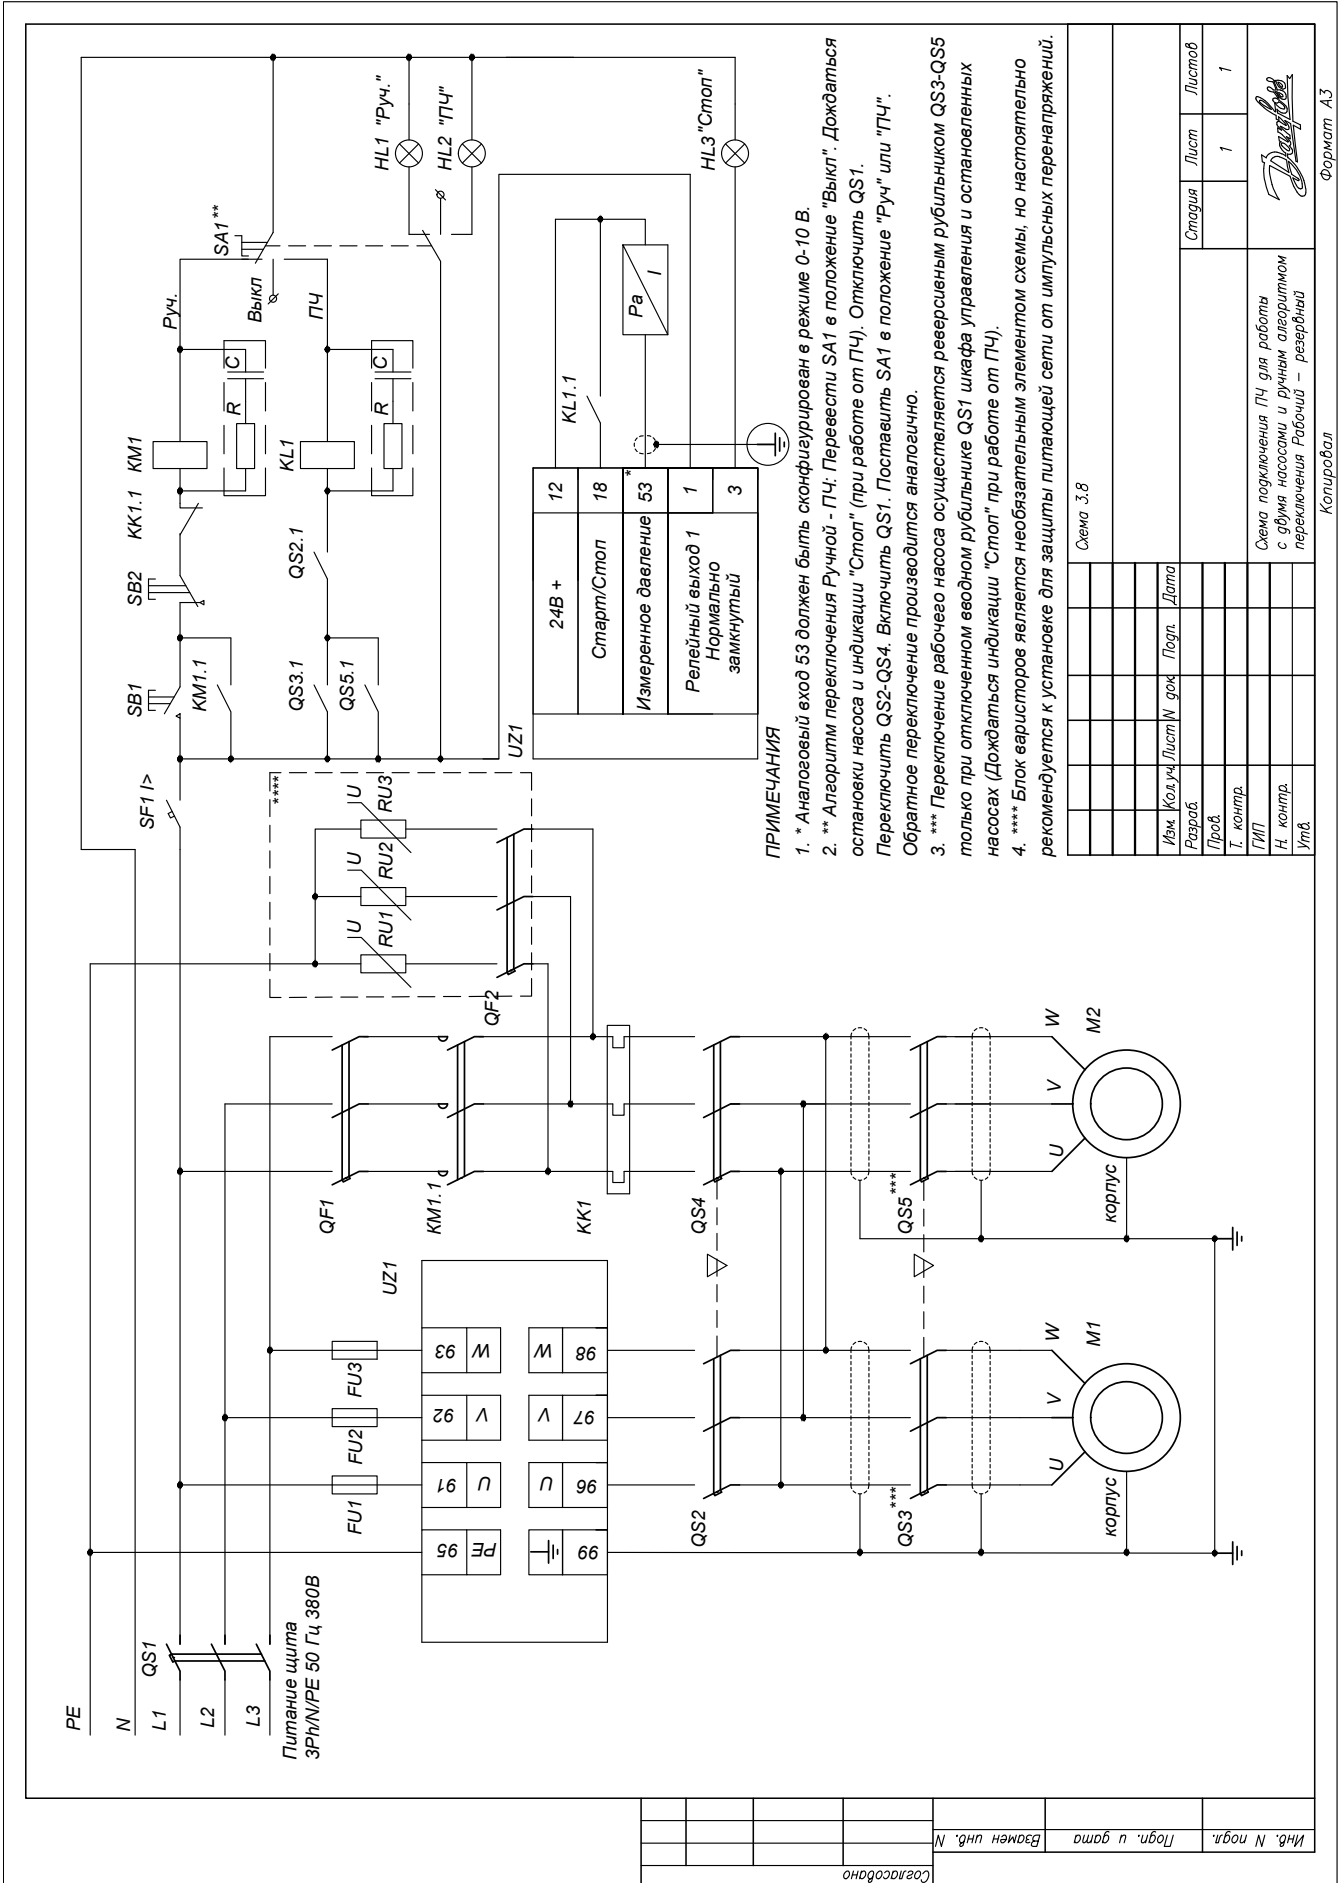 PE
N
L1
L2
L3
QS1
Питание щита
3Ph/N/PE 50 Гц 380В
FU1
FU2
FU3
UZ1
95
91
92
93
PE
U
V
W
U
V
W
99
96
97
98
QF1
KM1.1
KK1
QS2
QS4
***
QS3
***
QS5
U
V
W
M1
корпус
U
V
W
M2
корпус
****
RU1
RU2
RU3
U
U
U
QF2
SF1 I>
SB1
KM1.1
SB2
KK1.1
KM1
R
C
Руч.
Выкл
ПЧ
SA1**
QS3.1
QS5.1
QS2.1
KL1
R
C
HL1 "Руч."
HL2 "ПЧ"
HL3 "Стоп"
UZ1
24В +
12
Старт/Стоп
18
Измеренное давление
53
*
Релейный выход 1
Нормально
замкнутый
1
3
KL1.1
Pa
I
ПРИМЕЧАНИЯ
1. * Аналоговый вход 53 должен быть сконфигурирован в режиме 0-10 В.
2. ** Алгоритм переключения Ручной - ПЧ: Перевести SA1 в положение "Выкл". Дождаться
остановки насоса и индикации "Стоп" (при работе от ПЧ). Отключить QS1.
Переключить QS2-QS4. Включить QS1. Поставить SA1 в положение "Руч" или "ПЧ".
Обратное переключение производится аналогично.
3. *** Переключение рабочего насоса осуществляется реверсивным рубильником QS3-QS5
только при отключенном вводном рубильнике QS1 шкафа управления и остановленных
насосах (Дождаться индикации "Стоп" при работе от ПЧ).
4. **** Блок варисторов является необязательным элементом схемы, но настоятельно
рекомендуется к установке для защиты питающей сети от импульсных перенапряжений.
Схема 3.8
Изм. Кол.уч. Лист N док. Подп. Дата
Разраб.
Пров.
Т. контр.
ГИП
Н. контр.
Утв.
Схема подключения ПЧ для работы
с двумя насосами и ручным алгоритмом
переключения Рабочий – резервный
Стадия Лист Листов
1 1
Danfoss
Копировал
Формат А3
Согласовано
Взамен инв. N
Подп. и дата
Инв. N подл.